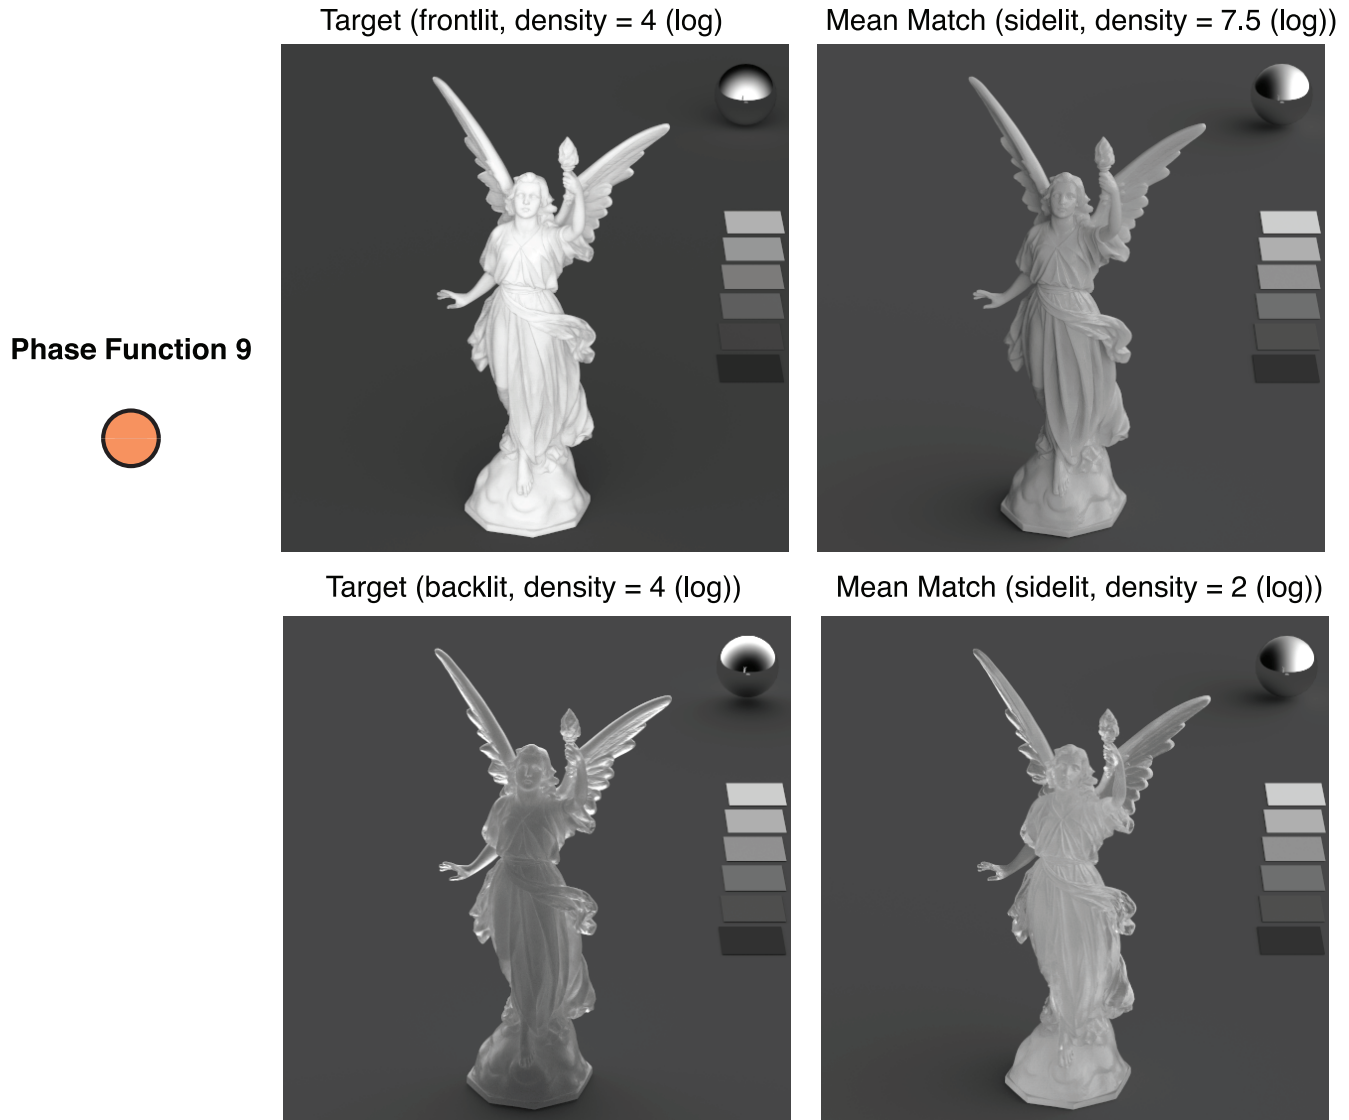 Target (frontlit, density = 4 (log)
Mean Match (sidelit, density = 7.5 (log))
Phase Function 9
Target (backlit, density = 4 (log))
Mean Match (sidelit, density = 2 (log))